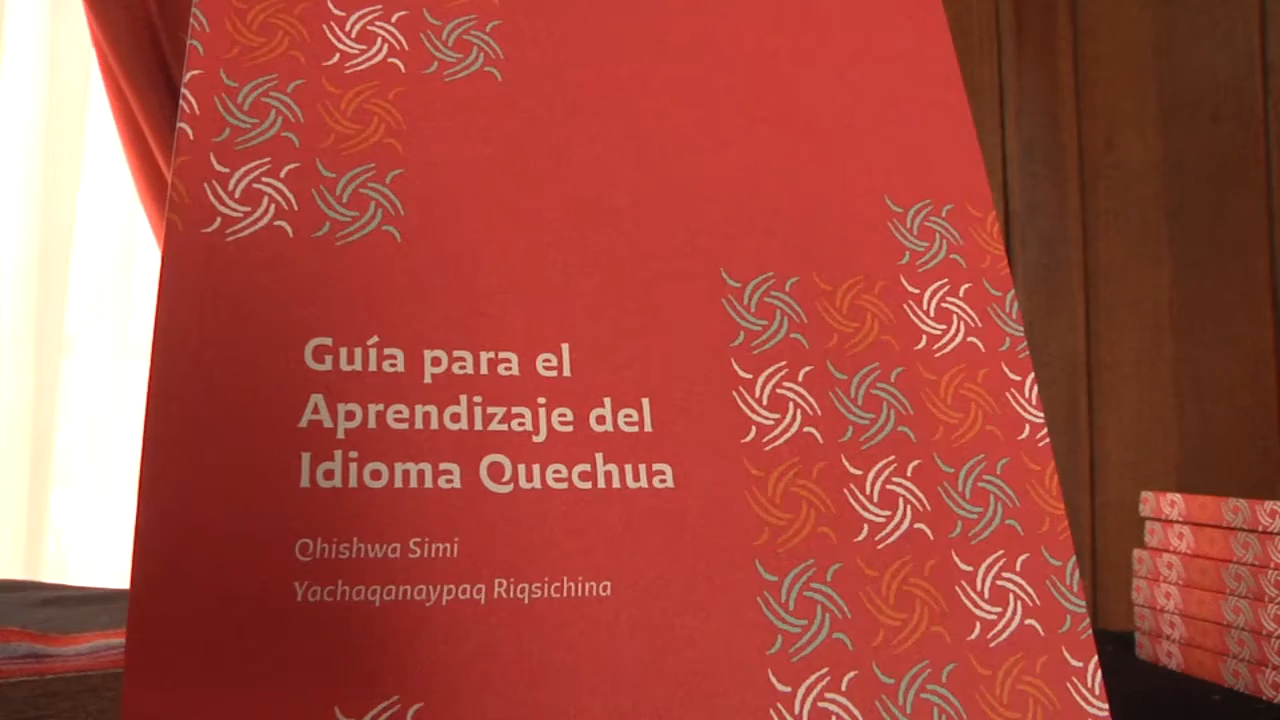 Guía para el
Aprendizaje del
Idioma Quechua
Qhishwa Simi
Yachaqanaypaq Riqsichina